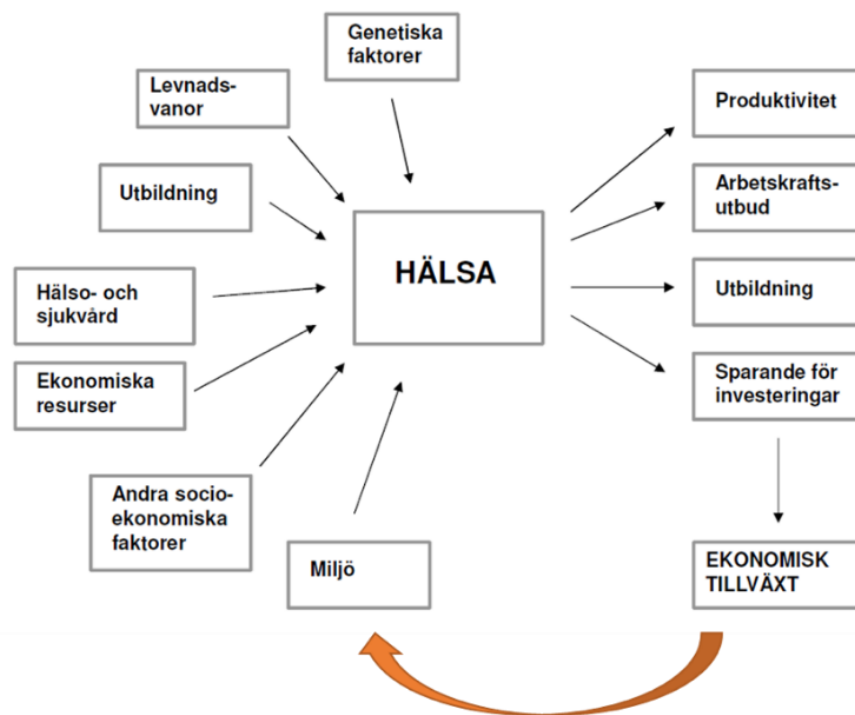 Genetiska
faktorer
Levnads-
vanor
Utbildning
Hälso- och
sjukvård
Ekonomiska
resurser
Andra socio-
ekonomiska
faktorer
Miljö
HÄLSA
Produktivitet
Arbetskrafts-
utbud
Utbildning
Sparande för
investeringar
EKONOMISK
TILLVÄXT